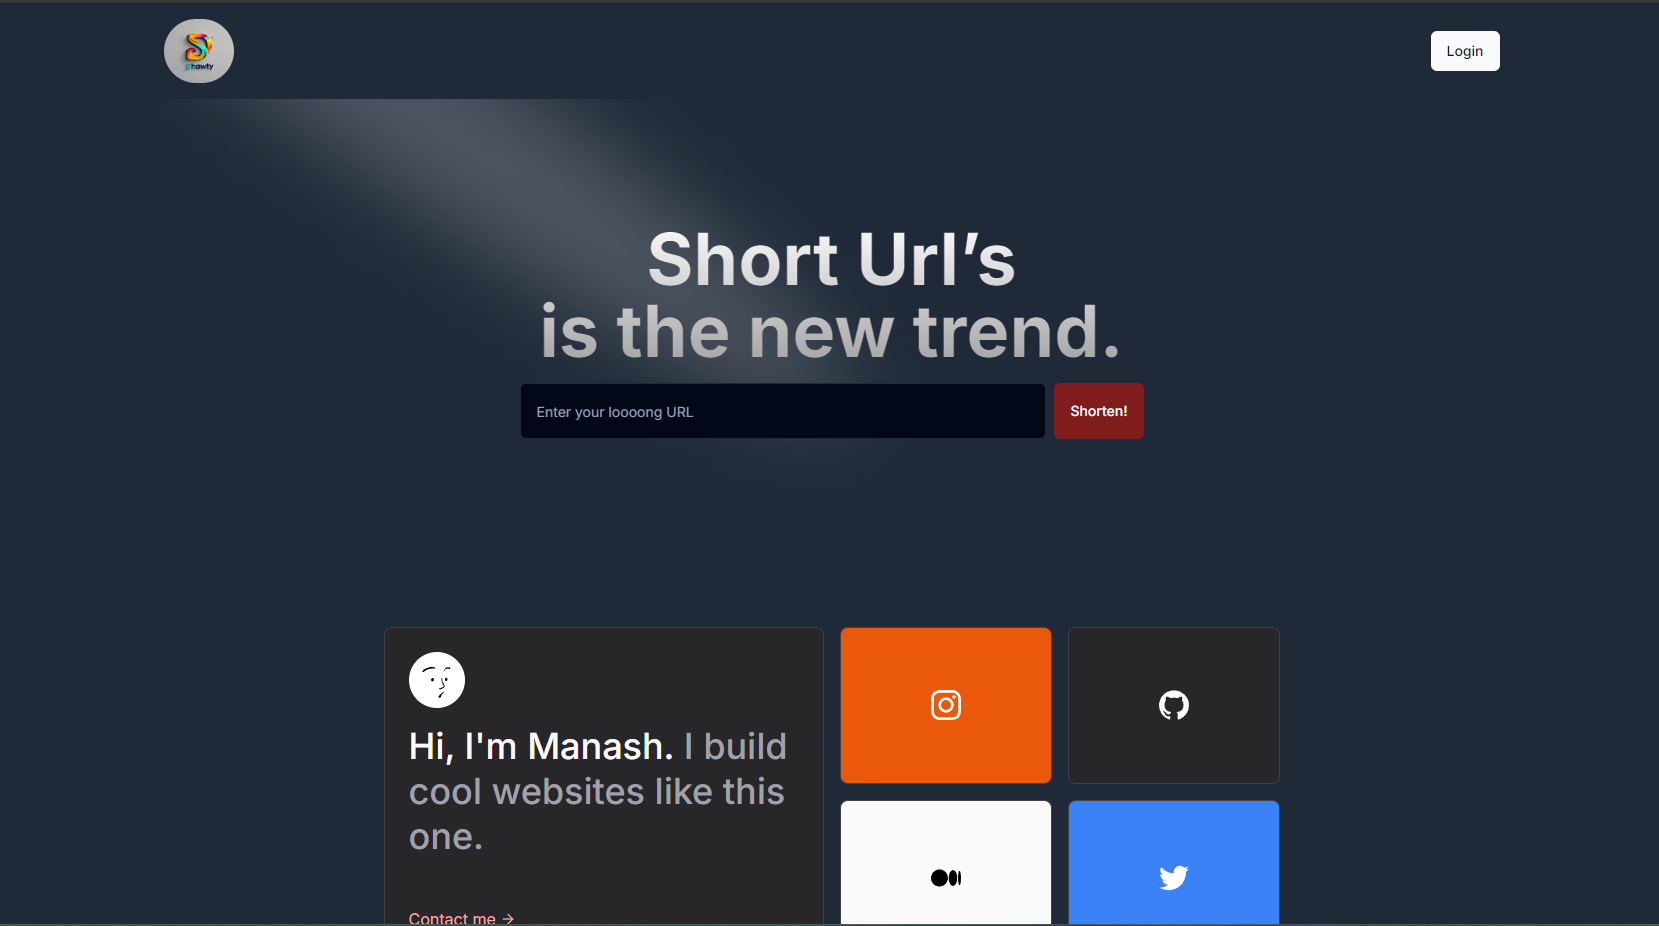 Shawty
Login
Short Url’s
is the new trend.
Enter your loooong URL
Shorten!
Hi, I'm Manash. I build
cool websites like this
one.
Contact me →